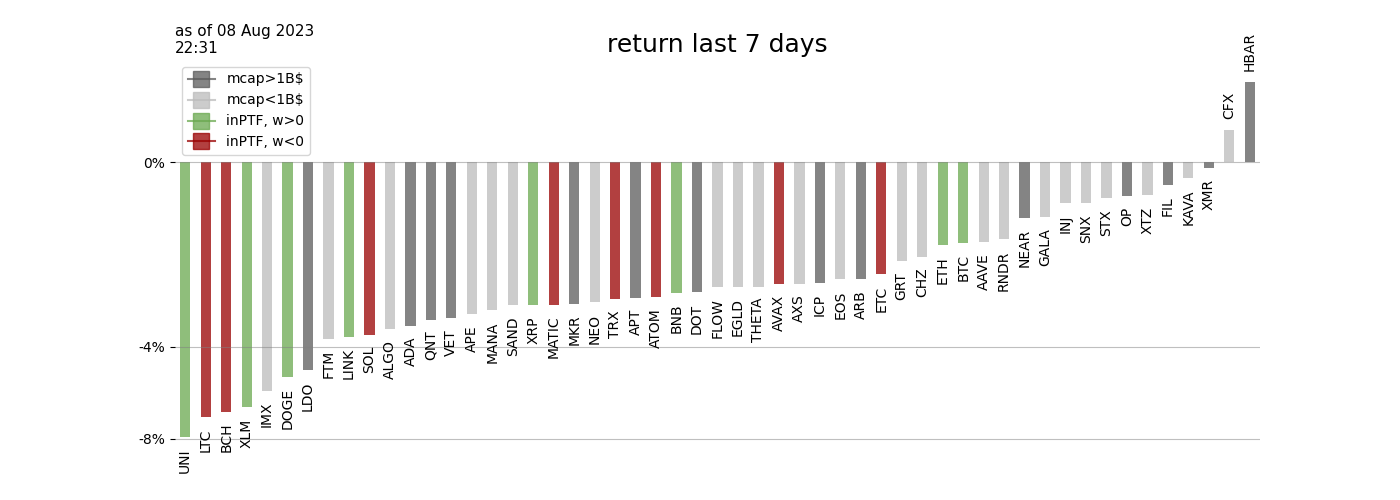 as of 08 Aug 2023
22:31
return last 7 days
mcap>1B$
mcap<1B$
inPTF, w>0
inPTF, w<0
0%
-4%
-8%
UNI
LTC
BCH
XLM
IMX
DOGE
LDO
FTM
LINK
SOL
ALGO
ADA
QNT
VET
APE
MANA
SAND
XRP
MATIC
MKR
NEO
TRX
APT
ATOM
BNB
DOT
FLOW
EGLD
THETA
AVAX
AXS
ICP
EOS
ARB
ETC
GRT
CHZ
ETH
BTC
AAVE
RNDR
NEAR
GALA
INJ
SNX
STX
OP
XTZ
FIL
KAVA
XMR
CFX
HBAR